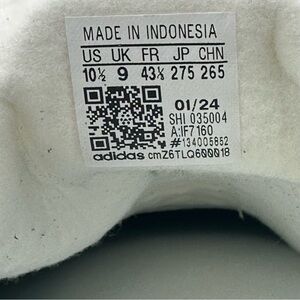 MADE IN INDONESIA
US UK FR JP CHN
10½ 9 43⅓ 275 265
01/24
SHI 035004
A:IF7160
#134005852
adidas cmZ6TLQ600018